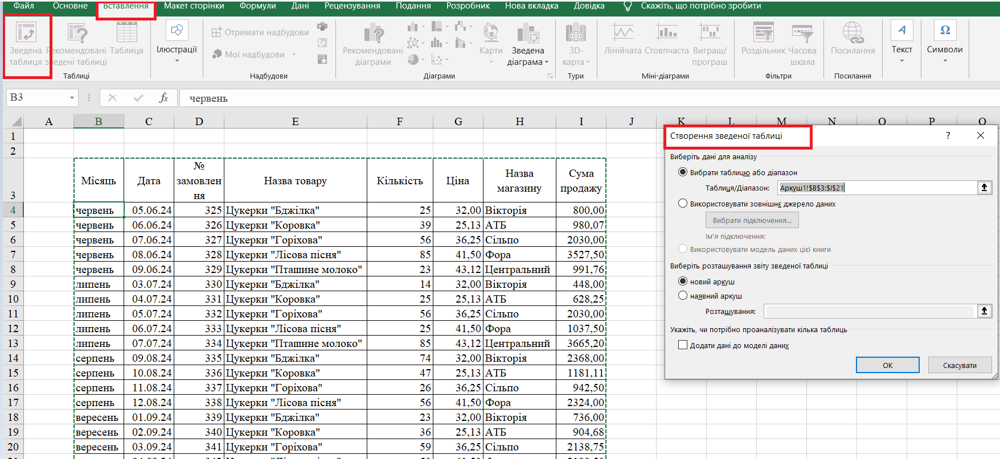 Файл Основне Вставлення Макет сторінки Формули Дані Рецензування Подання Розробник Нова вкладка Довідка Скажіть, що потрібно зробити
Зведена таблиця
Рекомендовані зведені таблиці
Таблиця
Ілюстрації
Отримати надбудови
Мої надбудови
Рекомендовані діаграми
Карти
Зведена діаграма
3D-карта
Лінійчата Стовпчаста Виграш/програш
Роздільник Часова шкала
Посилання
Текст
Символи
Таблиці Надбудови Діаграми Тури Міні-діаграми Фільтри Посилання
B3 fx червень
A B C D E F G H I J K L M N O P Q
1
2
3 Місяць Дата № замовлення Назва товару Кількість Ціна Назва магазину Сума продажу
4 червень 05.06.24 325 Цукерки "Бджілка" 25 32,00 Вікторія 800,00
5 червень 06.06.24 326 Цукерки "Коровка" 39 25,13 АТБ 980,07
6 червень 07.06.24 327 Цукерки "Горіхова" 56 36,25 Сільпо 2030,00
7 червень 08.06.24 328 Цукерки "Лісова пісня" 85 41,50 Фора 3527,50
8 червень 09.06.24 329 Цукерки "Пташине молоко" 23 43,12 Центральний 991,76
9 липень 03.07.24 330 Цукерки "Бджілка" 14 32,00 Вікторія 448,00
10 липень 04.07.24 331 Цукерки "Коровка" 25 25,13 АТБ 628,25
11 липень 05.07.24 332 Цукерки "Горіхова" 56 36,25 Сільпо 2030,00
12 липень 06.07.24 333 Цукерки "Лісова пісня" 25 41,50 Фора 1037,50
13 липень 07.07.24 334 Цукерки "Пташине молоко" 85 43,12 Центральний 3665,20
14 серпень 09.08.24 335 Цукерки "Бджілка" 74 32,00 Вікторія 2368,00
15 серпень 10.08.24 336 Цукерки "Коровка" 47 25,13 АТБ 1181,11
16 серпень 11.08.24 337 Цукерки "Горіхова" 26 36,25 Сільпо 942,50
17 серпень 12.08.24 338 Цукерки "Лісова пісня" 56 41,50 Фора 2324,00
18 вересень 01.09.24 339 Цукерки "Бджілка" 23 32,00 Вікторія 736,00
19 вересень 02.09.24 340 Цукерки "Коровка" 36 25,13 АТБ 904,68
20 вересень 03.09.24 341 Цукерки "Горіхова" 59 36,25 Сільпо 2138,75
Створення зведеної таблиці ?
Виберіть дані для аналізу
Вибрати таблицю або діапазон
Таблиця/Діапазон: Аркуш1!$B$3:$I$21
Використовувати зовнішнє джерело даних
Вибрати підключення...
Ім'я підключення:
Використовувати модель даних цієї книги
Виберіть розташування звіту зведеної таблиці
новий аркуш
наявний аркуш
Розташування:
Укажіть, чи потрібно проаналізувати кілька таблиць
Додати дані до моделі даних
ОК Скасувати